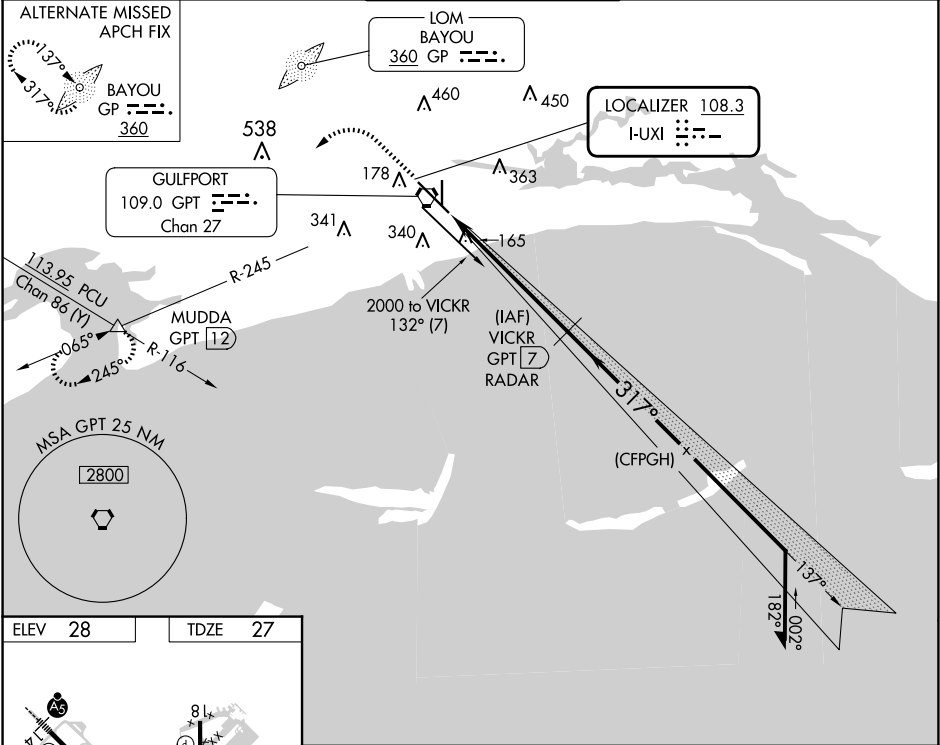 ALTERNATE MISSED
APCH FIX
137°
317°
BAYOU
GP
360
LOM
BAYOU
360 GP
460
450
LOCALIZER 108.3
I-UXI
538
178
363
GULFPORT
109.0 GPT
Chan 27
341
340
165
R-245
113.95 PCU
Chan 86 (Y)
MUDDA
GPT 12
065°
245°
R-116
2000 to VICKR
132° (7)
(IAF)
VICKR
GPT 7
RADAR
317°
(CFPGH)
x
137°
182°
002°
MSA GPT 25 NM
2800
ELEV 28
TDZE 27
A5
14
18
P